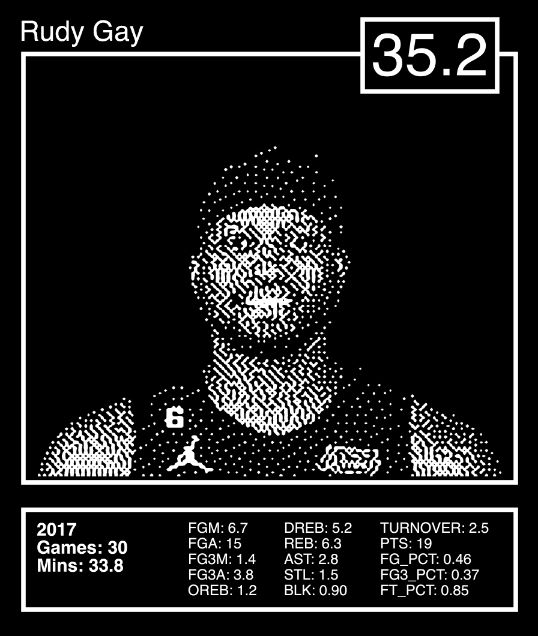 Rudy Gay
35.2
6
2017
Games: 30
Mins: 33.8
FGM: 6.7
FGA: 15
FG3M: 1.4
FG3A: 3.8
OREB: 1.2
DREB: 5.2
REB: 6.3
AST: 2.8
STL: 1.5
BLK: 0.90
TURNOVER: 2.5
PTS: 19
FG_PCT: 0.46
FG3_PCT: 0.37
FT_PCT: 0.85